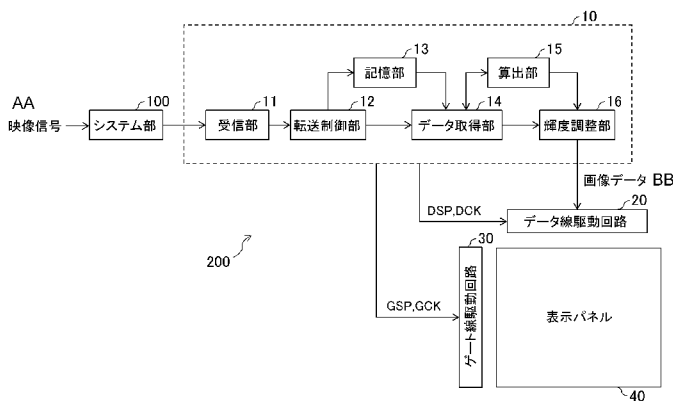 10
13
記憶部
15
算出部
AA
映像信号
100
システム部
11
受信部
12
転送制御部
14
データ取得部
16
輝度調整部
画像データ BB
DSP,DCK
20
データ線駆動回路
200
30
GSP,GCK
ゲート線駆動回路
表示パネル
40